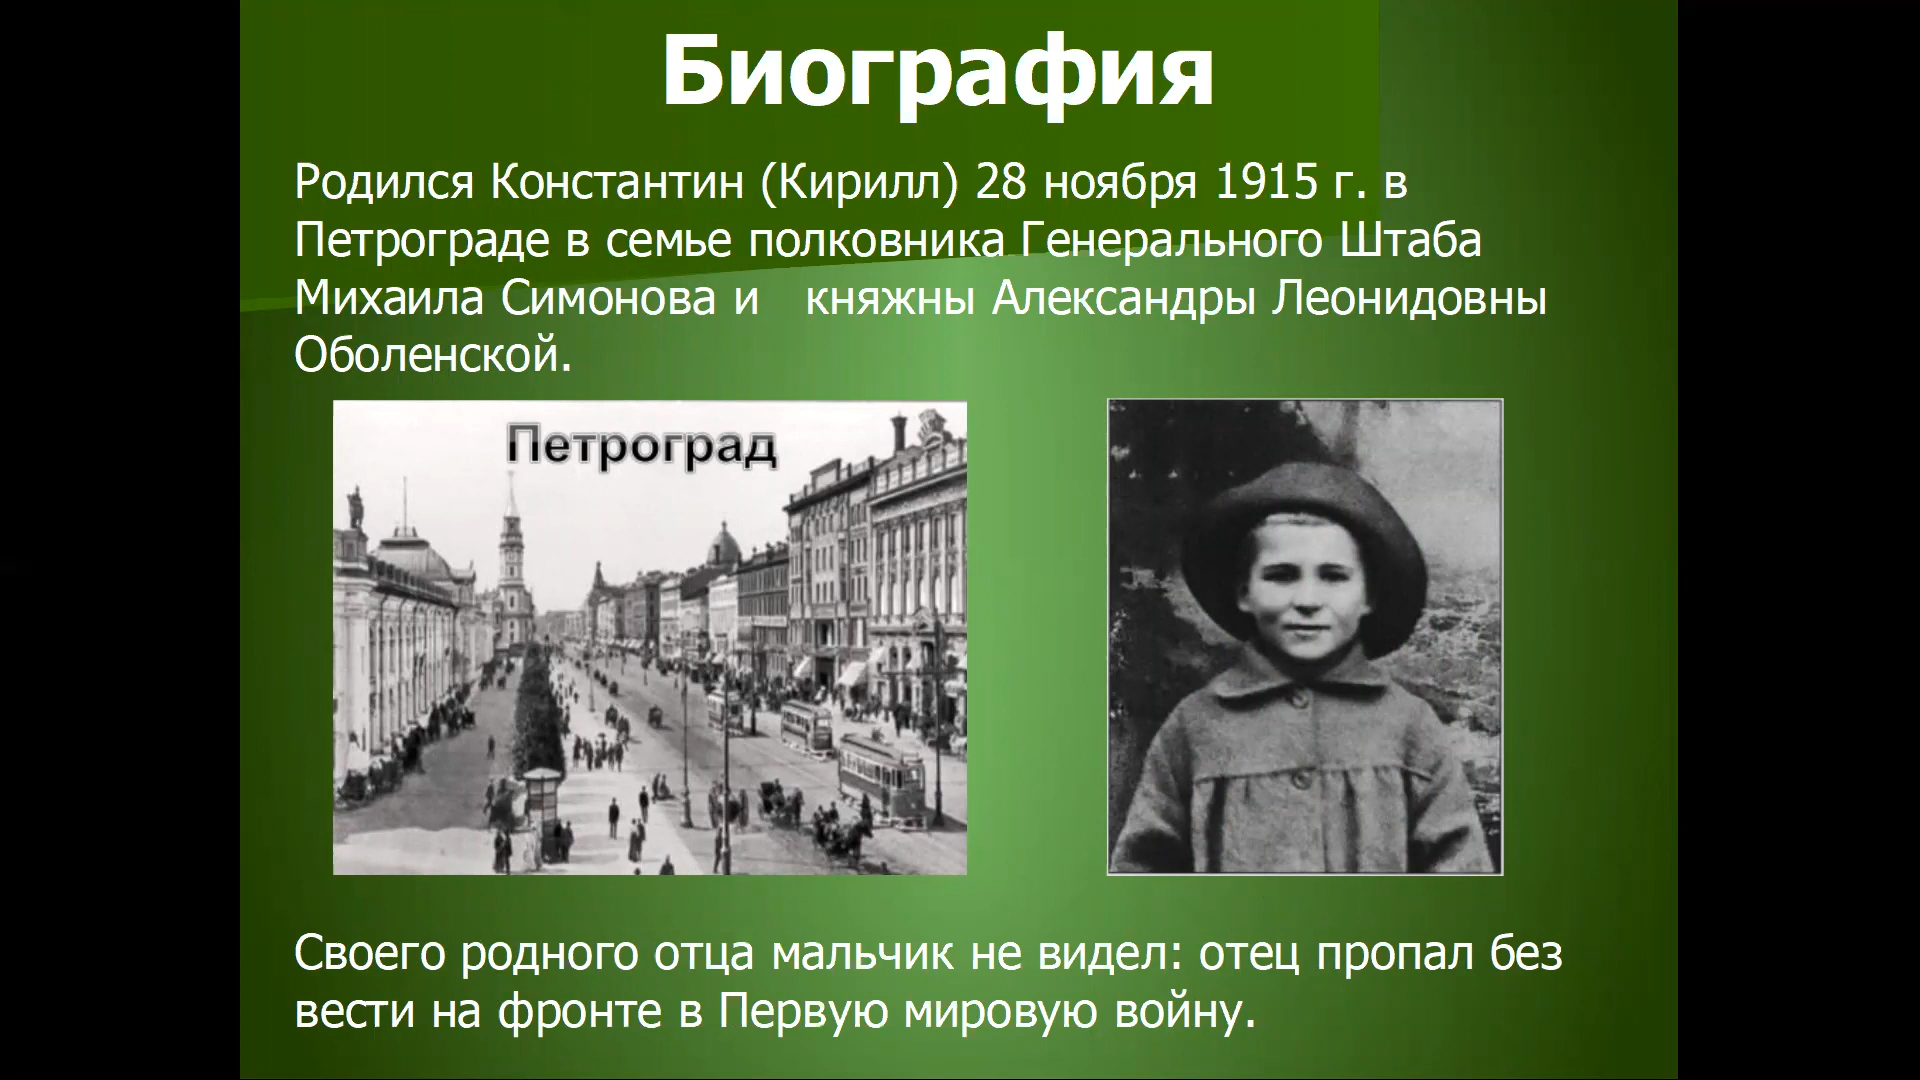 Биография
Родился Константин (Кирилл) 28 ноября 1915 г. в
Петрограде в семье полковника Генерального Штаба
Михаила Симонова и   княжны Александры Леонидовны
Оболенской.
Петроград
Своего родного отца мальчик не видел: отец пропал без
вести на фронте в Первую мировую войну.